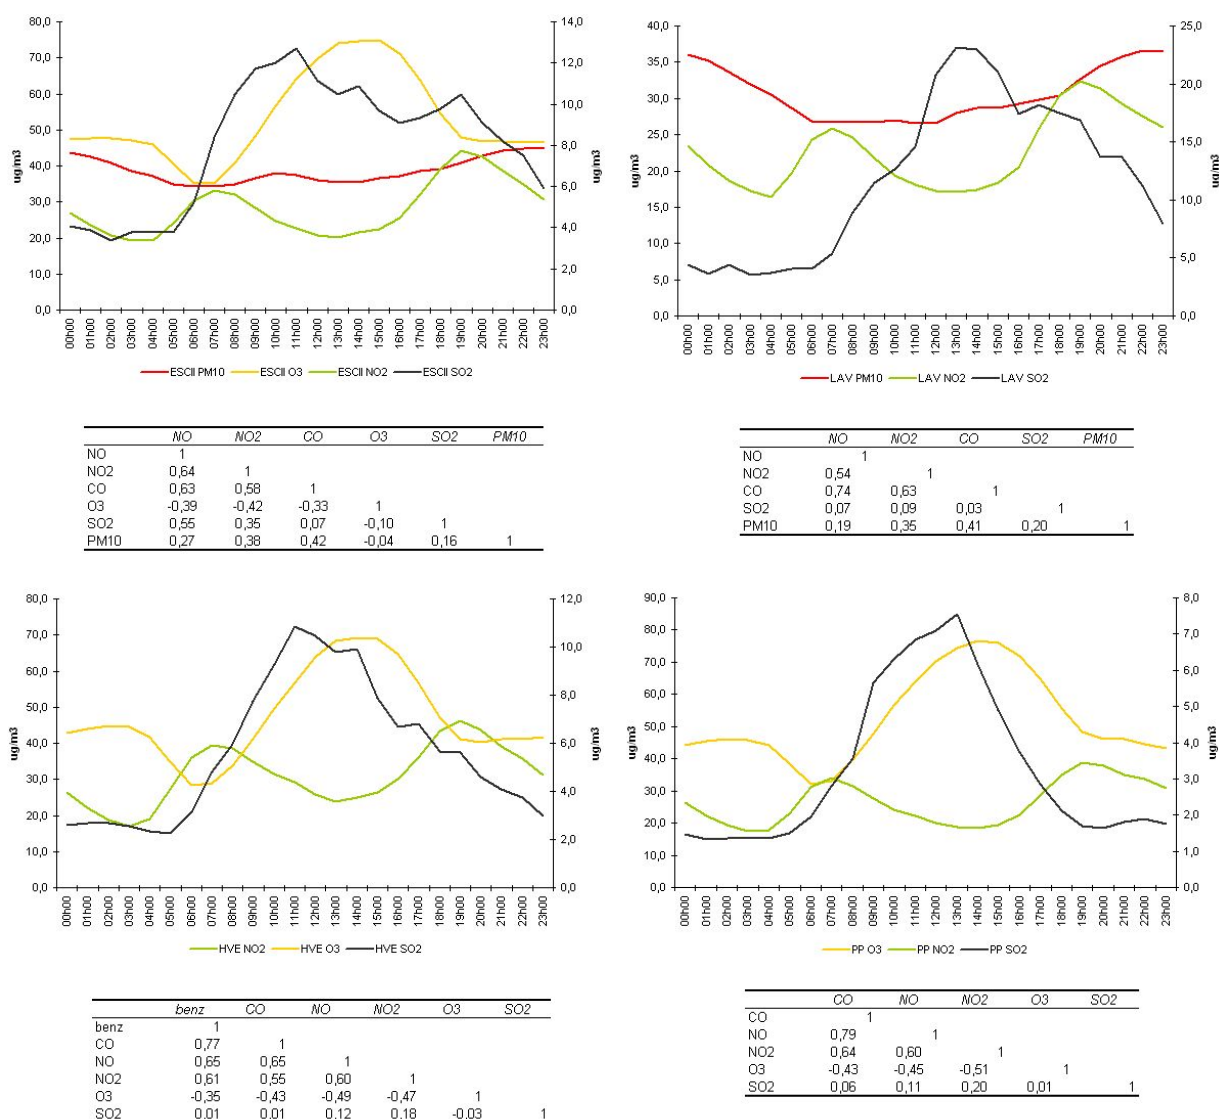 80,0 70,0 60,0 50,0 40,0 30,0 20,0 10,0 0,0
ug/m3
14,0 12,0 10,0 8,0 6,0 4,0 2,0 0,0
ug/m3
00h00 01h00 02h00 03h00 04h00 05h00 06h00 07h00 08h00 09h00 10h00 11h00 12h00 13h00 14h00 15h00 16h00 17h00 18h00 19h00 20h00 21h00 22h00 23h00
ESCII PM10 ESCII O3 ESCII NO2 ESCII SO2
40,0 35,0 30,0 25,0 20,0 15,0 10,0 5,0 0,0
ug/m3
25,0 20,0 15,0 10,0 5,0 0,0
ug/m3
00h00 01h00 02h00 03h00 04h00 05h00 06h00 07h00 08h00 09h00 10h00 11h00 12h00 13h00 14h00 15h00 16h00 17h00 18h00 19h00 20h00 21h00 22h00 23h00
LAV PM10 LAV NO2 LAV SO2
NO NO2 CO O3 SO2 PM10
NO 1
NO2 0,64 1
CO 0,63 0,58 1
O3 -0,39 -0,42 -0,33 1
SO2 0,55 0,35 0,07 -0,10 1
PM10 0,27 0,38 0,42 -0,04 0,16 1
NO NO2 CO SO2 PM10
NO 1
NO2 0,54 1
CO 0,74 0,63 1
SO2 0,07 0,09 0,03 1
PM10 0,19 0,35 0,41 0,20 1
80,0 70,0 60,0 50,0 40,0 30,0 20,0 10,0 0,0
ug/m3
12,0 10,0 8,0 6,0 4,0 2,0 0,0
ug/m3
00h00 01h00 02h00 03h00 04h00 05h00 06h00 07h00 08h00 09h00 10h00 11h00 12h00 13h00 14h00 15h00 16h00 17h00 18h00 19h00 20h00 21h00 22h00 23h00
HVE NO2 HVE O3 HVE SO2
90,0 80,0 70,0 60,0 50,0 40,0 30,0 20,0 10,0 0,0
ug/m3
8,0 7,0 6,0 5,0 4,0 3,0 2,0 1,0 0,0
ug/m3
00h00 01h00 02h00 03h00 04h00 05h00 06h00 07h00 08h00 09h00 10h00 11h00 12h00 13h00 14h00 15h00 16h00 17h00 18h00 19h00 20h00 21h00 22h00 23h00
PP O3 PP NO2 PP SO2
benz CO NO NO2 O3 SO2
benz 1
CO 0,77 1
NO 0,65 0,65 1
NO2 0,61 0,55 0,60 1
O3 -0,35 -0,43 -0,49 -0,47 1
SO2 0,01 0,01 0,12 0,18 -0,03 1
CO NO NO2 O3 SO2
CO 1
NO 0,79 1
NO2 0,64 0,60 1
O3 -0,43 -0,45 -0,51 1
SO2 0,06 0,11 0,20 0,01 1